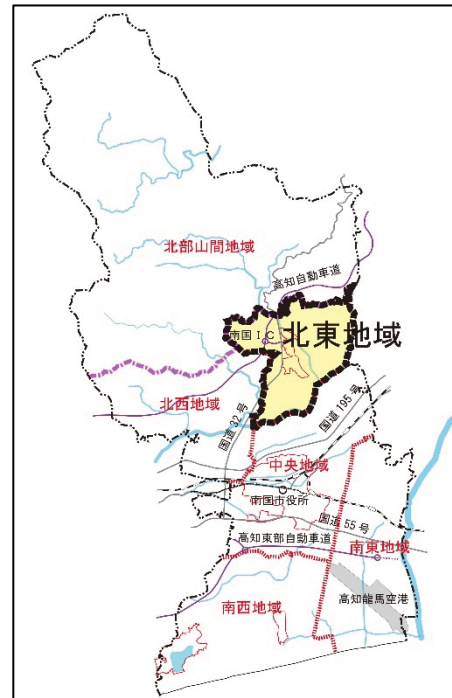 北部山間地域
高知自動車道
南国IC
北東地域
北西地域
国道32号
国道195号
中央地域
南国市役所
国道55号
高知東部自動車道
南東地域
高知龍馬空港
南西地域